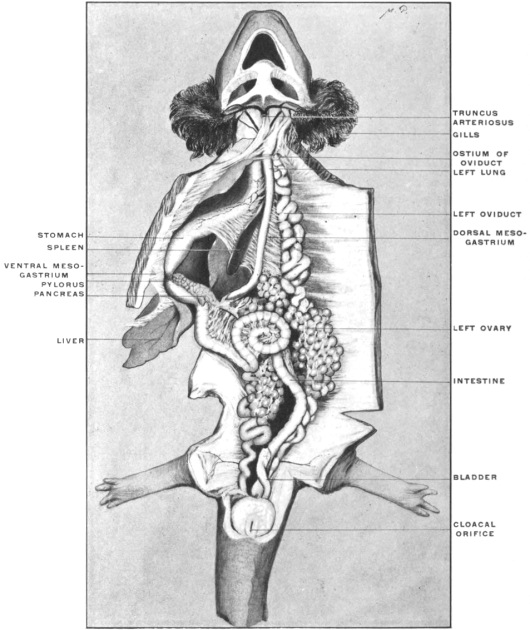 TRUNCUS
ARTERIOSUS
GILLS
OSTIUM OF
OVIDUCT
LEFT LUNG
LEFT OVIDUCT
DORSAL MESO-
GASTRIUM
LEFT OVARY
INTESTINE
BLADDER
CLOACAL
ORIFICE
STOMACH
SPLEEN
VENTRAL MESO-
GASTRIUM
PYLORUS
PANCREAS
LIVER